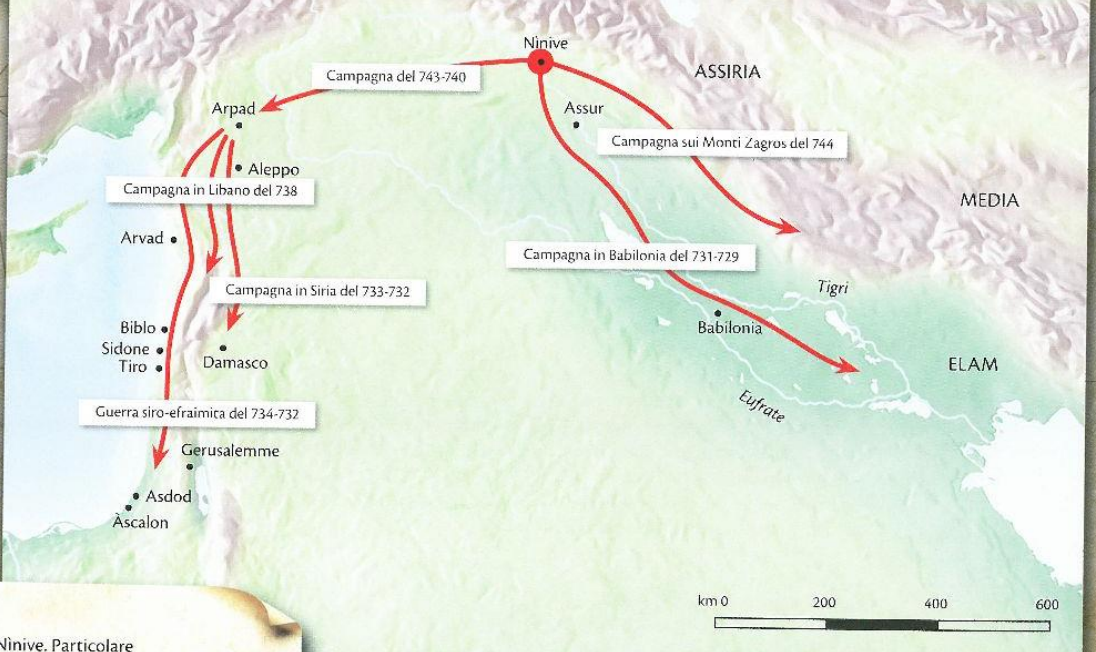 Nìnive
ASSIRIA
Campagna del 743-740
Arpad
Assur
Campagna sui Monti Zagros del 744
Aleppo
Campagna in Libano del 738
MEDIA
Arvad
Campagna in Babilonia del 731-729
Campagna in Siria del 733-732
Tigri
Biblo
Babilonia
Sidone
Tiro
Damasco
ELAM
Eufrate
Guerra siro-efraimita del 734-732
Gerusalemme
Asdod
Àscalon
km 0 200 400 600
Nìnive. Particolare